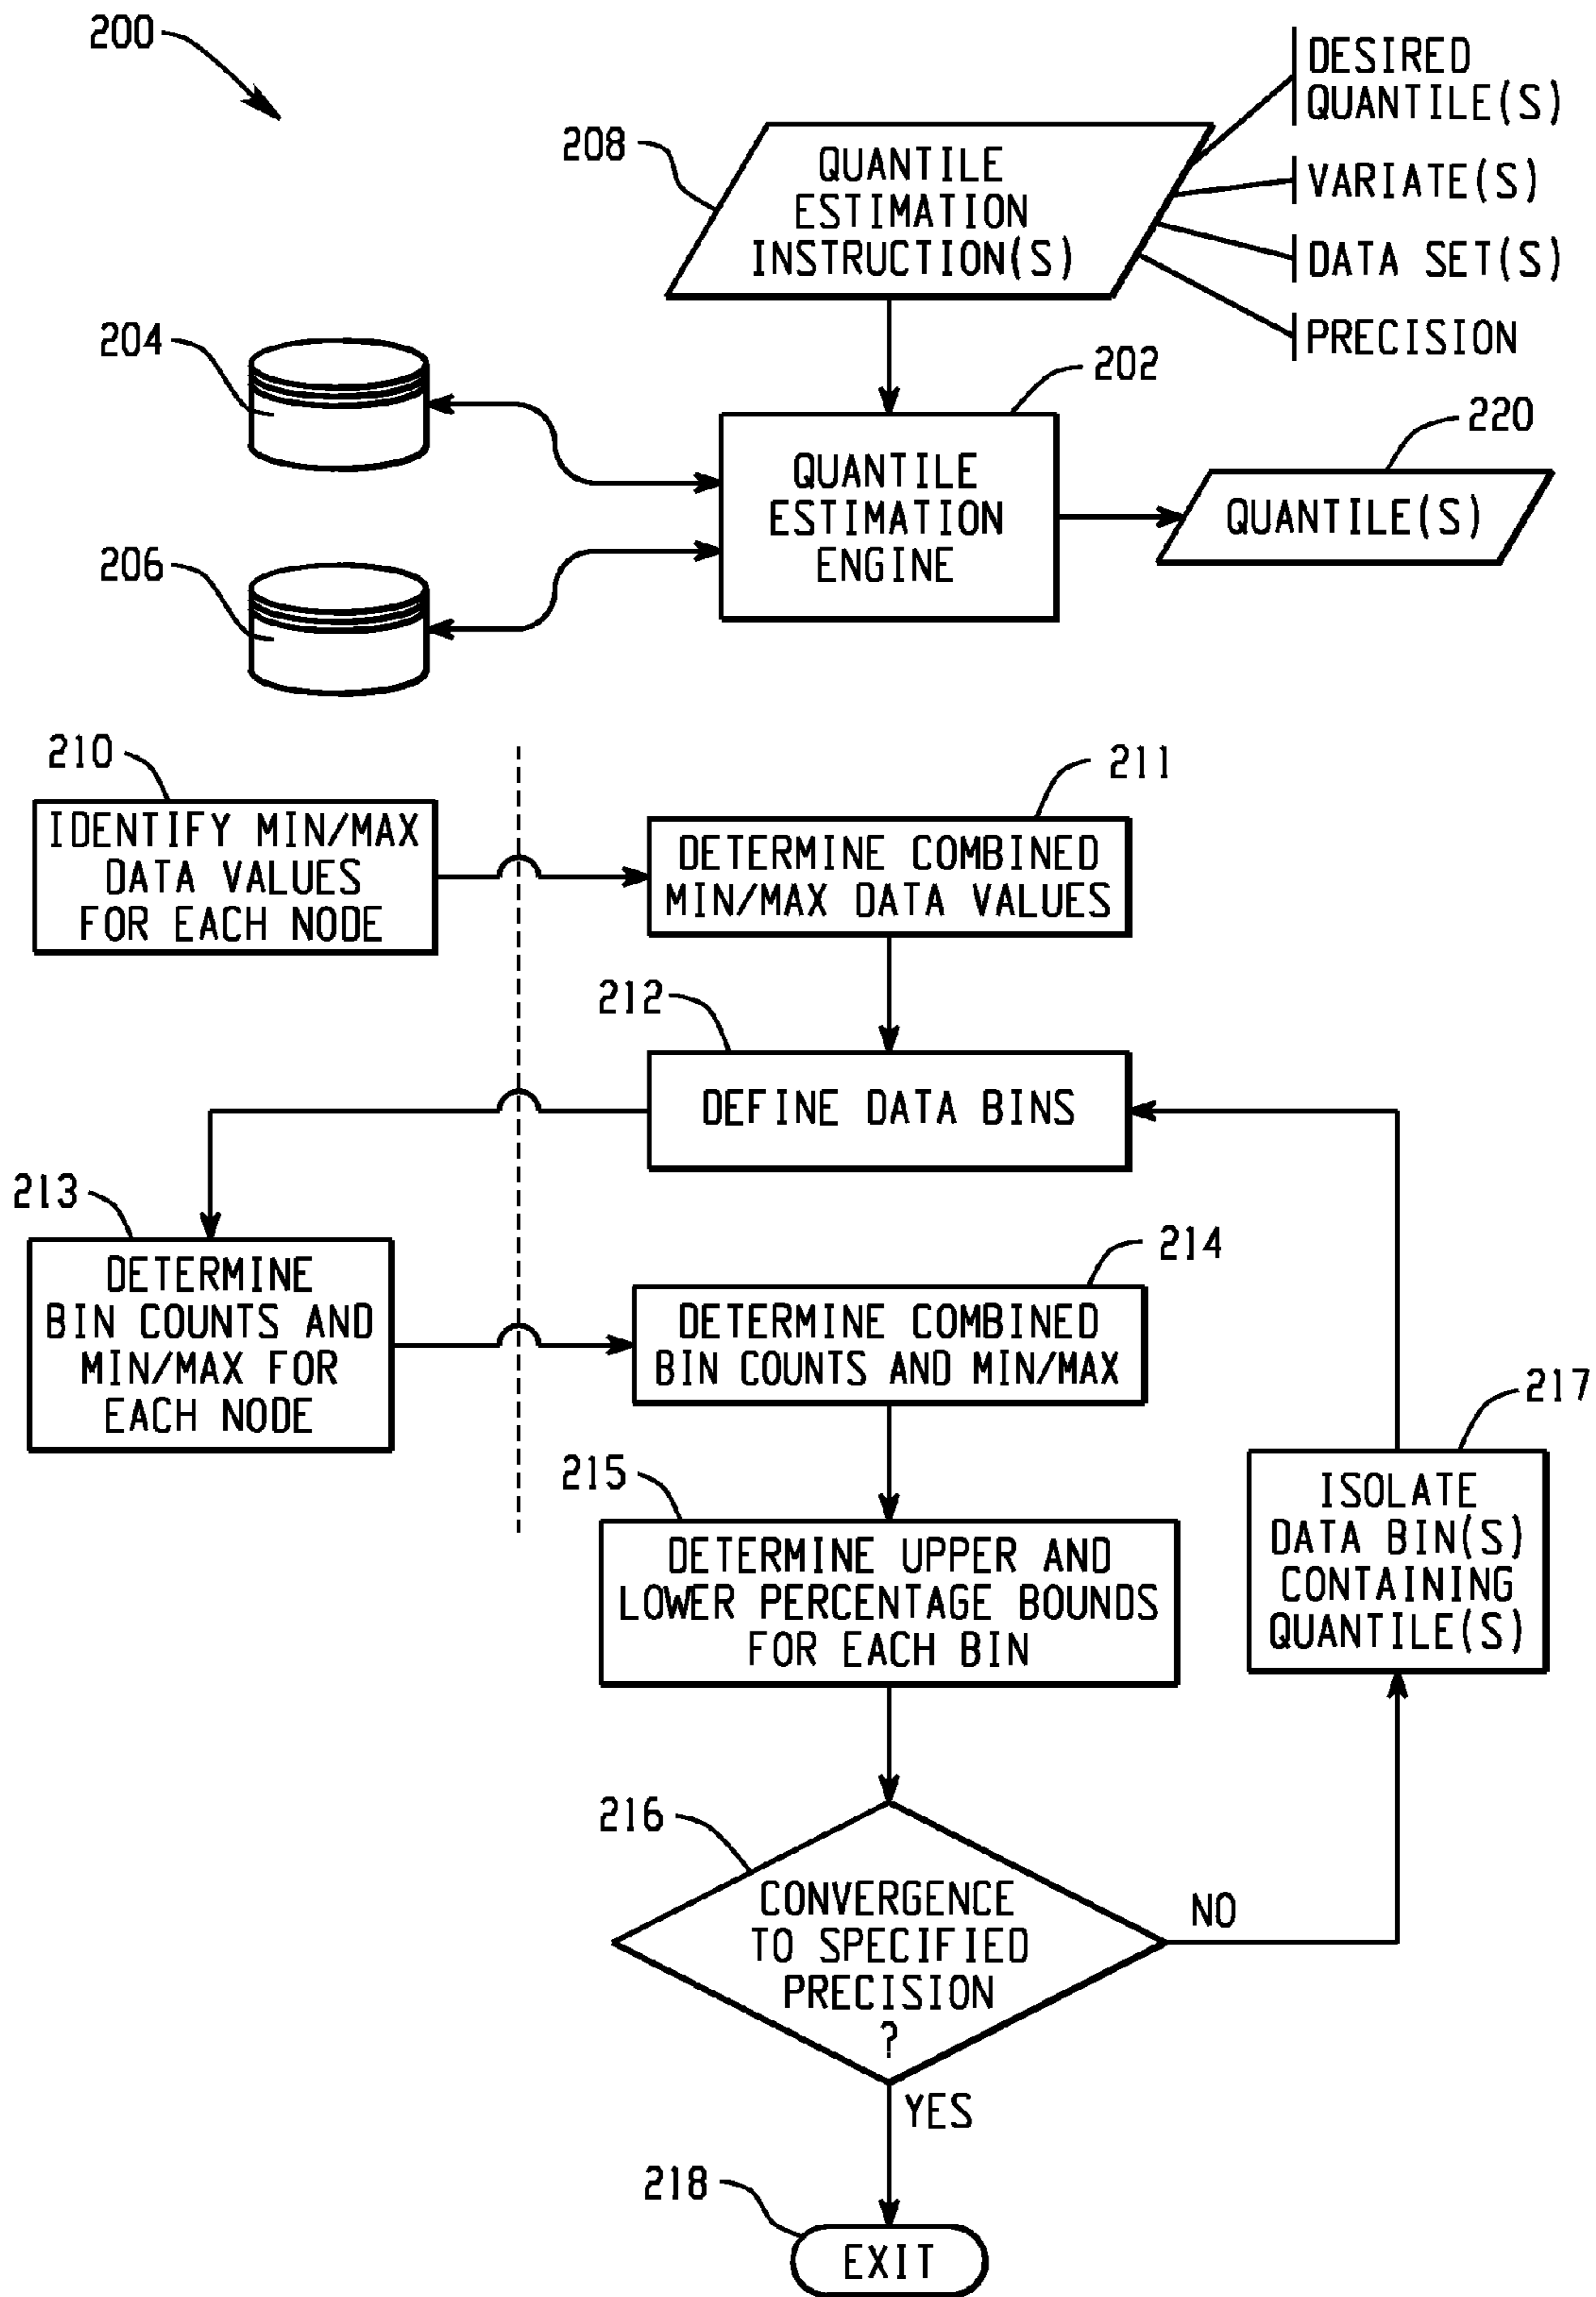 200
208
QUANTILE
ESTIMATION
INSTRUCTION(S)
DESIRED
QUANTILE(S)
VARIATE(S)
DATA SET(S)
PRECISION
204
206
202
QUANTILE
ESTIMATION
ENGINE
220
QUANTILE(S)
210
IDENTIFY MIN/MAX
DATA VALUES
FOR EACH NODE
211
DETERMINE COMBINED
MIN/MAX DATA VALUES
212
DEFINE DATA BINS
213
DETERMINE
BIN COUNTS AND
MIN/MAX FOR
EACH NODE
214
DETERMINE COMBINED
BIN COUNTS AND MIN/MAX
215
DETERMINE UPPER AND
LOWER PERCENTAGE BOUNDS
FOR EACH BIN
217
ISOLATE
DATA BIN(S)
CONTAINING
QUANTILE(S)
216
CONVERGENCE
TO SPECIFIED
PRECISION
?
NO
YES
218
EXIT